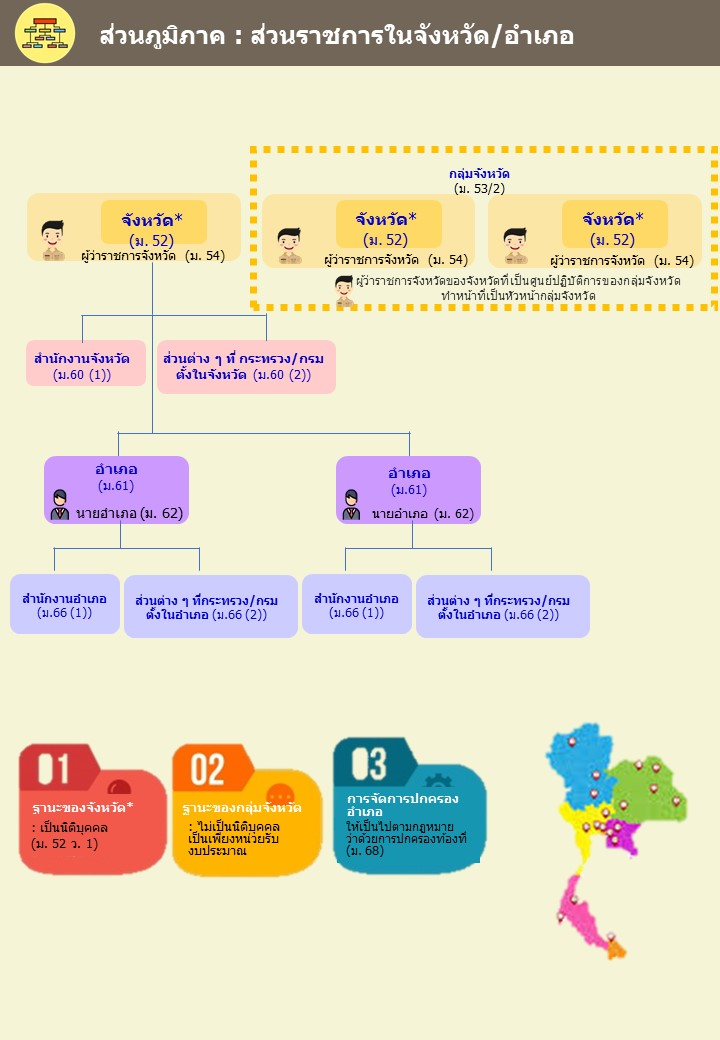 ส่วนภูมิภาค : ส่วนราชการในจังหวัด/อำเภอ
กลุ่มจังหวัด
(ม. 53/2)
จังหวัด*
(ม. 52)
ผู้ว่าราชการจังหวัด (ม. 54)
จังหวัด*
(ม. 52)
ผู้ว่าราชการจังหวัด (ม. 54)
จังหวัด*
(ม. 52)
ผู้ว่าราชการจังหวัด (ม. 54)
ผู้ว่าราชการจังหวัดของจังหวัดที่เป็นศูนย์ปฏิบัติการของกลุ่มจังหวัด
ทำหน้าที่เป็นหัวหน้ากลุ่มจังหวัด
สำนักงานจังหวัด
(ม.60 (1))
ส่วนต่าง ๆ ที่ กระทรวง/กรม
ตั้งในจังหวัด (ม.60 (2))
อำเภอ
(ม.61)
นายอำเภอ (ม. 62)
อำเภอ
(ม.61)
นายอำเภอ (ม. 62)
สำนักงานอำเภอ
(ม.66 (1))
ส่วนต่าง ๆ ที่กระทรวง/กรม
ตั้งในอำเภอ (ม.66 (2))
สำนักงานอำเภอ
(ม.66 (1))
ส่วนต่าง ๆ ที่กระทรวง/กรม
ตั้งในอำเภอ (ม.66 (2))
01
ฐานะของจังหวัด*
: เป็นนิติบุคคล
(ม. 52 ว. 1)
02
ฐานะของกลุ่มจังหวัด
: ไม่เป็นนิติบุคคล
เป็นเพียงหน่วยรับ
งบประมาณ
03
การจัดการปกครอง
อำเภอ
ให้เป็นไปตามกฎหมาย
ว่าด้วยการปกครองท้องที่
(ม. 68)